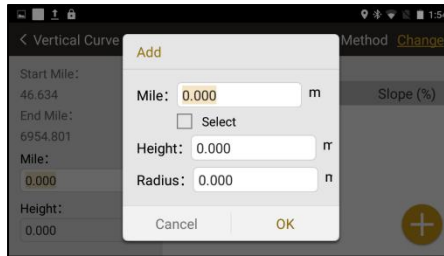 1:54
Vertical Curve
Method Change
Start Mile:
46.634
End Mile:
6954.801
Mile:
0.000
Height:
0.000
Slope (%)
Add
Mile: 0.000 m
Select
Height: 0.000
Radius: 0.000
Cancel OK